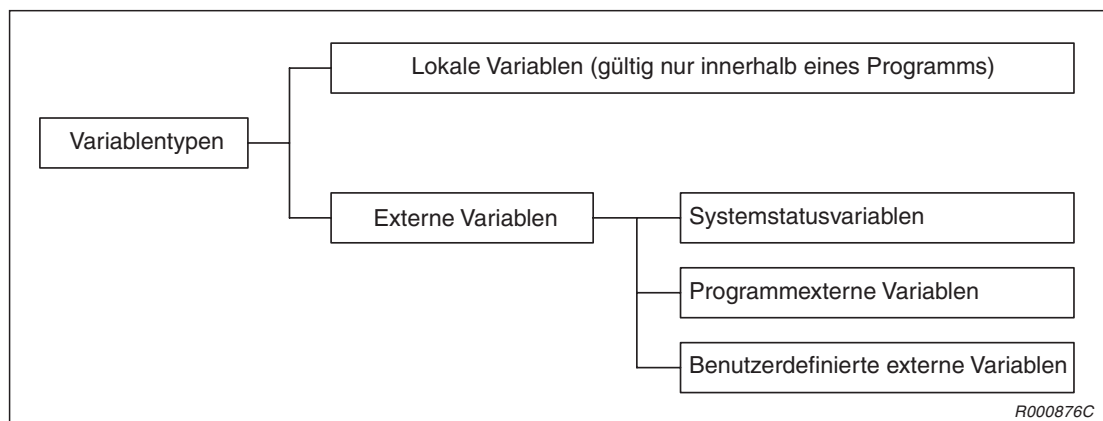 Lokale Variablen (gültig nur innerhalb eines Programms)
Variablentypen
Externe Variablen
Systemstatusvariablen
Programmexterne Variablen
Benutzerdefinierte externe Variablen
R000876C